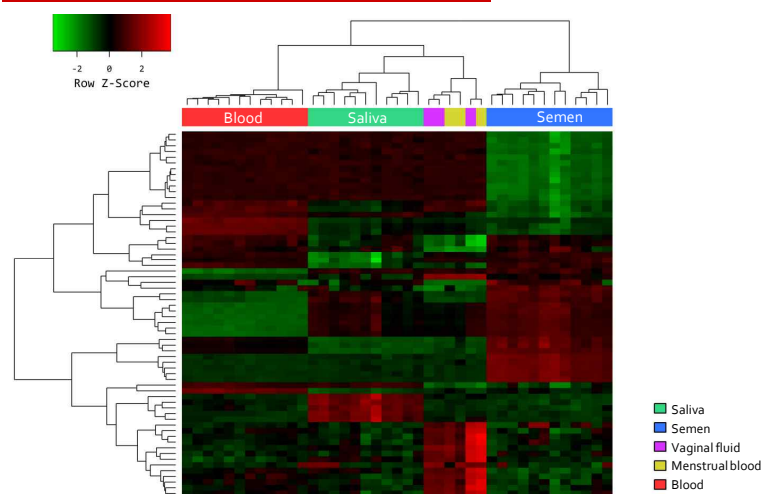 -2 0 2
Row Z-Score
Blood Saliva Semen
Saliva
Semen
Vaginal fluid
Menstrual blood
Blood